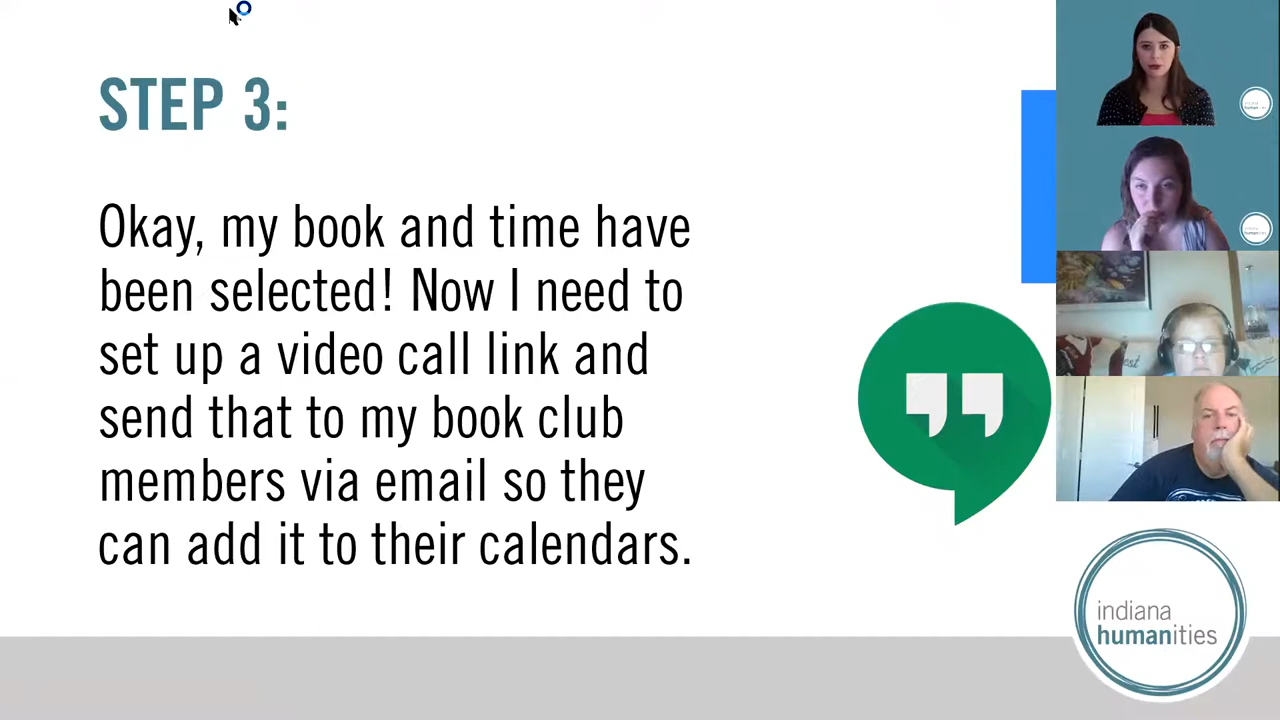 STEP 3:
Okay, my book and time have
been selected! Now I need to
set up a video call link and
send that to my book club
members via email so they
can add it to their calendars.
indiana
humanities